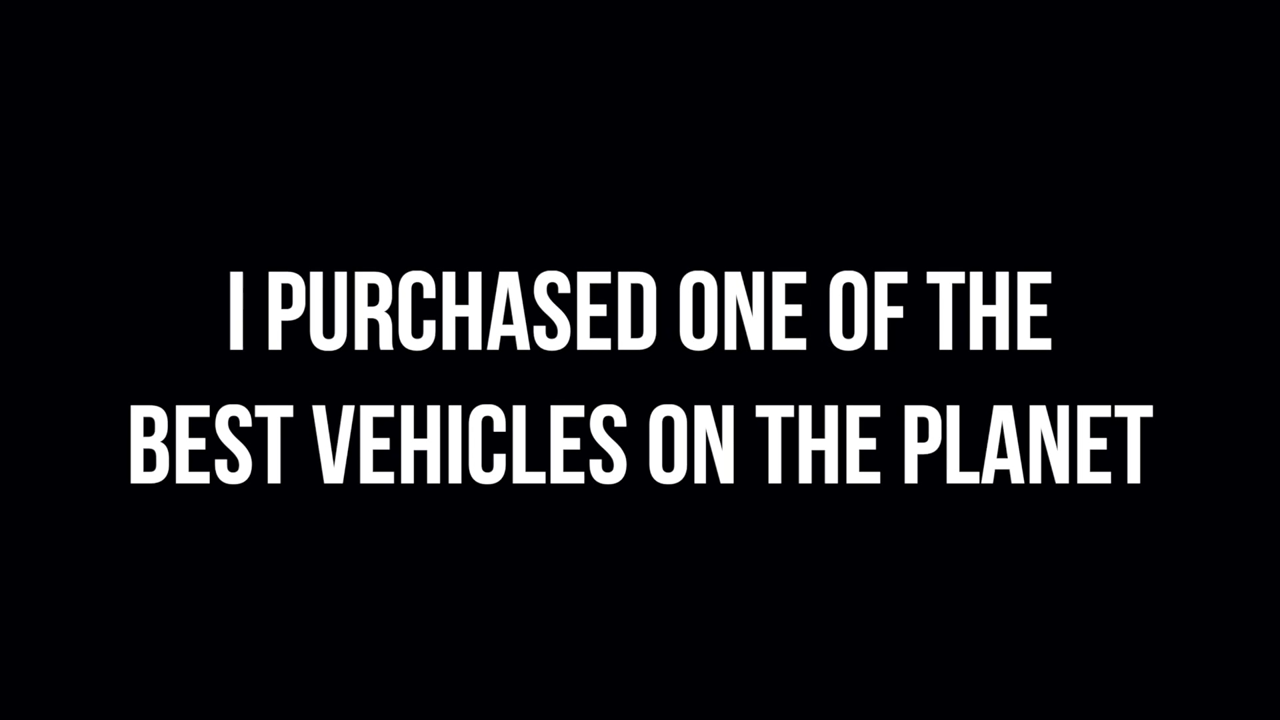 I PURCHASED ONE OF THE
BEST VEHICLES ON THE PLANET